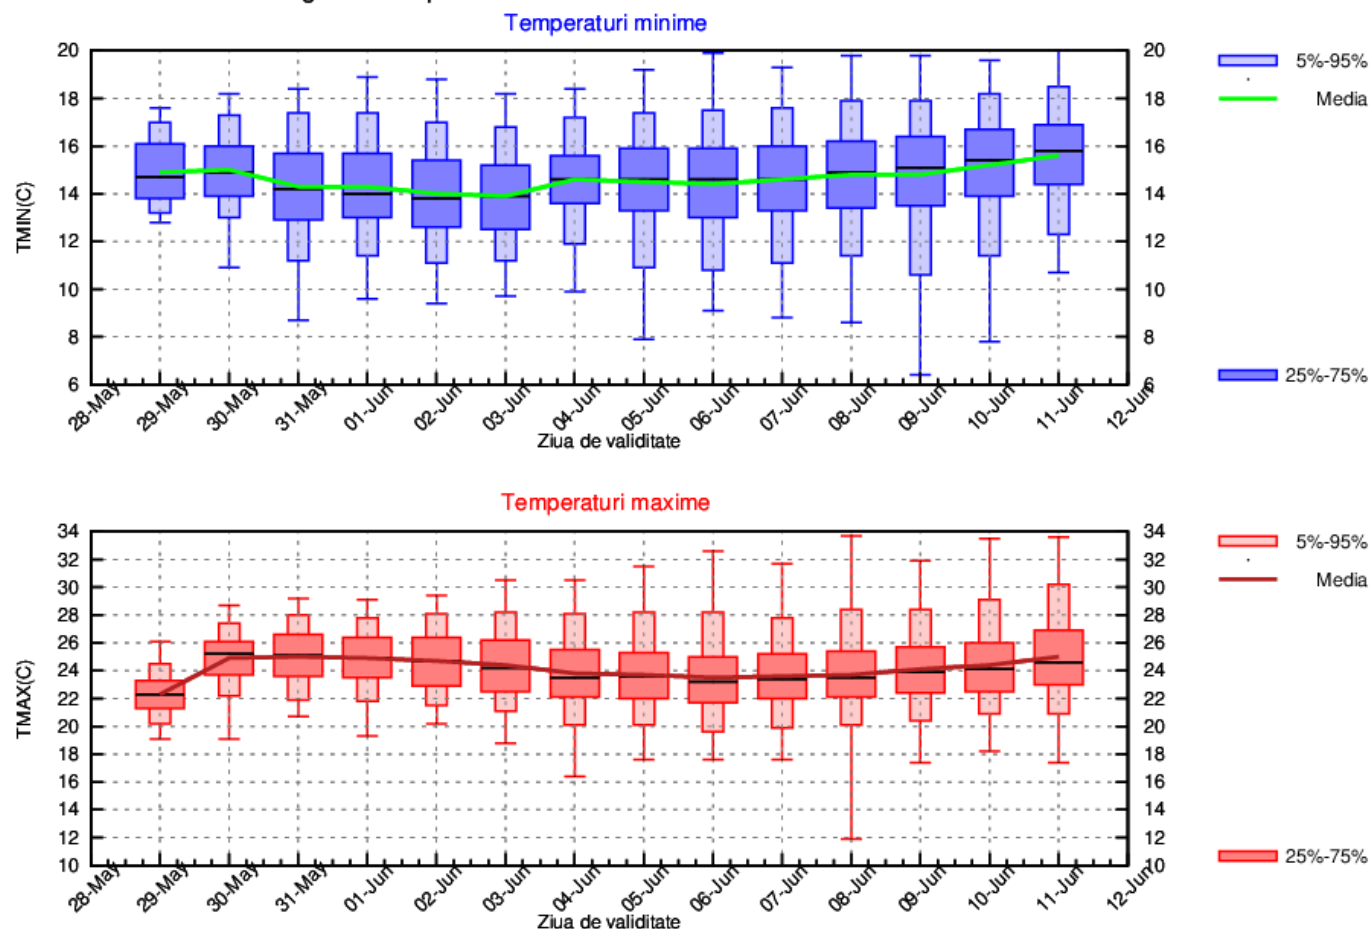 Temperaturi minime
20 20 5%-95%
18 18 Media
16 16
14 14
TMIN(C)
12 12
10 10
8 8
6 6 25%-75%
28-May 29-May 30-May 31-May 01-Jun 02-Jun 03-Jun 04-Jun 05-Jun 06-Jun 07-Jun 08-Jun 09-Jun 10-Jun 11-Jun 12-Jun
Ziua de validitate
Temperaturi maxime
34 34 5%-95%
32 32
30 30 Media
28 28
26 26
24 24
TMAX(C)
22 22
20 20
18 18
16 16
14 14
12 12
10 10 25%-75%
28-May 29-May 30-May 31-May 01-Jun 02-Jun 03-Jun 04-Jun 05-Jun 06-Jun 07-Jun 08-Jun 09-Jun 10-Jun 11-Jun 12-Jun
Ziua de validitate